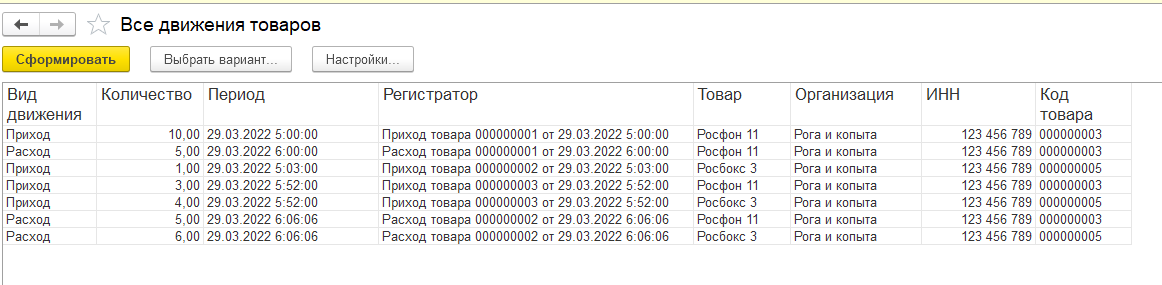 Все движения товаров
Сформировать Выбрать вариант... Настройки...
Вид движения Количество Период Регистратор Товар Организация ИНН Код товара
Приход 10,00 29.03.2022 5:00:00 Приход товара 000000001 от 29.03.2022 5:00:00 Росфон 11 Рога и копыта 123 456 789 000000003
Расход 5,00 29.03.2022 6:00:00 Расход товара 000000001 от 29.03.2022 6:00:00 Росфон 11 Рога и копыта 123 456 789 000000003
Приход 1,00 29.03.2022 5:03:00 Приход товара 000000002 от 29.03.2022 5:03:00 Росбокс 3 Рога и копыта 123 456 789 000000005
Приход 3,00 29.03.2022 5:52:00 Приход товара 000000003 от 29.03.2022 5:52:00 Росфон 11 Рога и копыта 123 456 789 000000003
Приход 4,00 29.03.2022 5:52:00 Приход товара 000000003 от 29.03.2022 5:52:00 Росбокс 3 Рога и копыта 123 456 789 000000005
Расход 5,00 29.03.2022 6:06:06 Расход товара 000000002 от 29.03.2022 6:06:06 Росфон 11 Рога и копыта 123 456 789 000000003
Расход 6,00 29.03.2022 6:06:06 Расход товара 000000002 от 29.03.2022 6:06:06 Росбокс 3 Рога и копыта 123 456 789 000000005